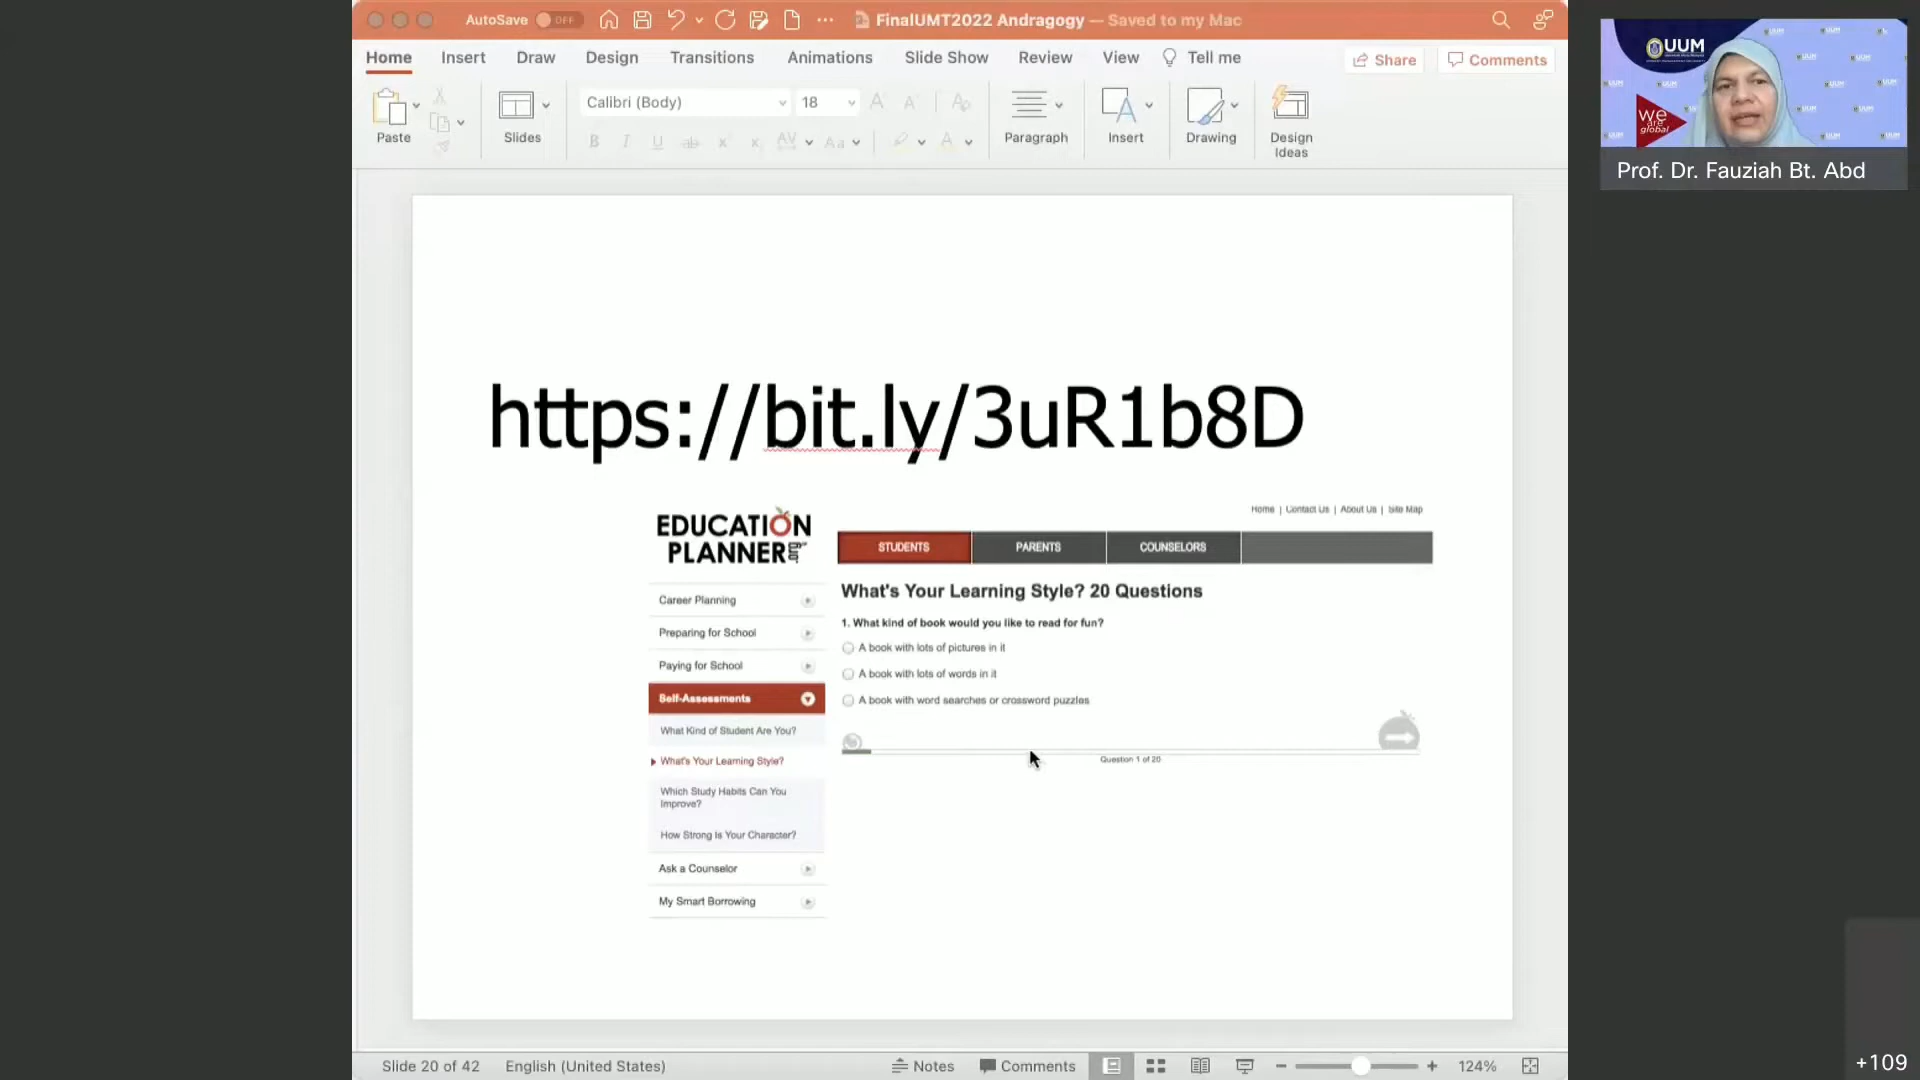 AutoSave OFF FinalUMT2022 Andragogy — Saved to my Mac
Home Insert Draw Design Transitions Animations Slide Show Review View Tell me Share Comments
Calibri (Body) 18
Paste Slides Paragraph Insert Drawing Design Ideas
UUM
we are global
Prof. Dr. Fauziah Bt. Abd
https://bit.ly/3uR1b8D
EDUCATION PLANNER.org
Home | Contact Us | About Us | Site Map
STUDENTS PARENTS COUNSELORS
Career Planning
Preparing for School
Paying for School
Self-Assessments
What Kind of Student Are You?
What's Your Learning Style?
Which Study Habits Can You
Improve?
How Strong Is Your Character?
Ask a Counselor
My Smart Borrowing
What's Your Learning Style? 20 Questions
1. What kind of book would you like to read for fun?
A book with lots of pictures in it
A book with lots of words in it
A book with word searches or crossword puzzles
Question 1 of 20
Slide 20 of 42 English (United States) Notes Comments 124%
+109